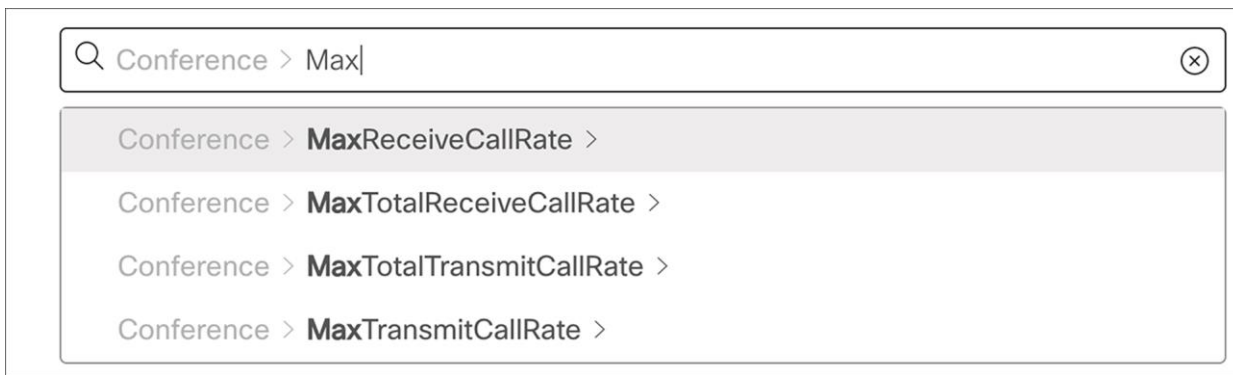 Conference > Max
Conference > MaxReceiveCallRate >
Conference > MaxTotalReceiveCallRate >
Conference > MaxTotalTransmitCallRate >
Conference > MaxTransmitCallRate >